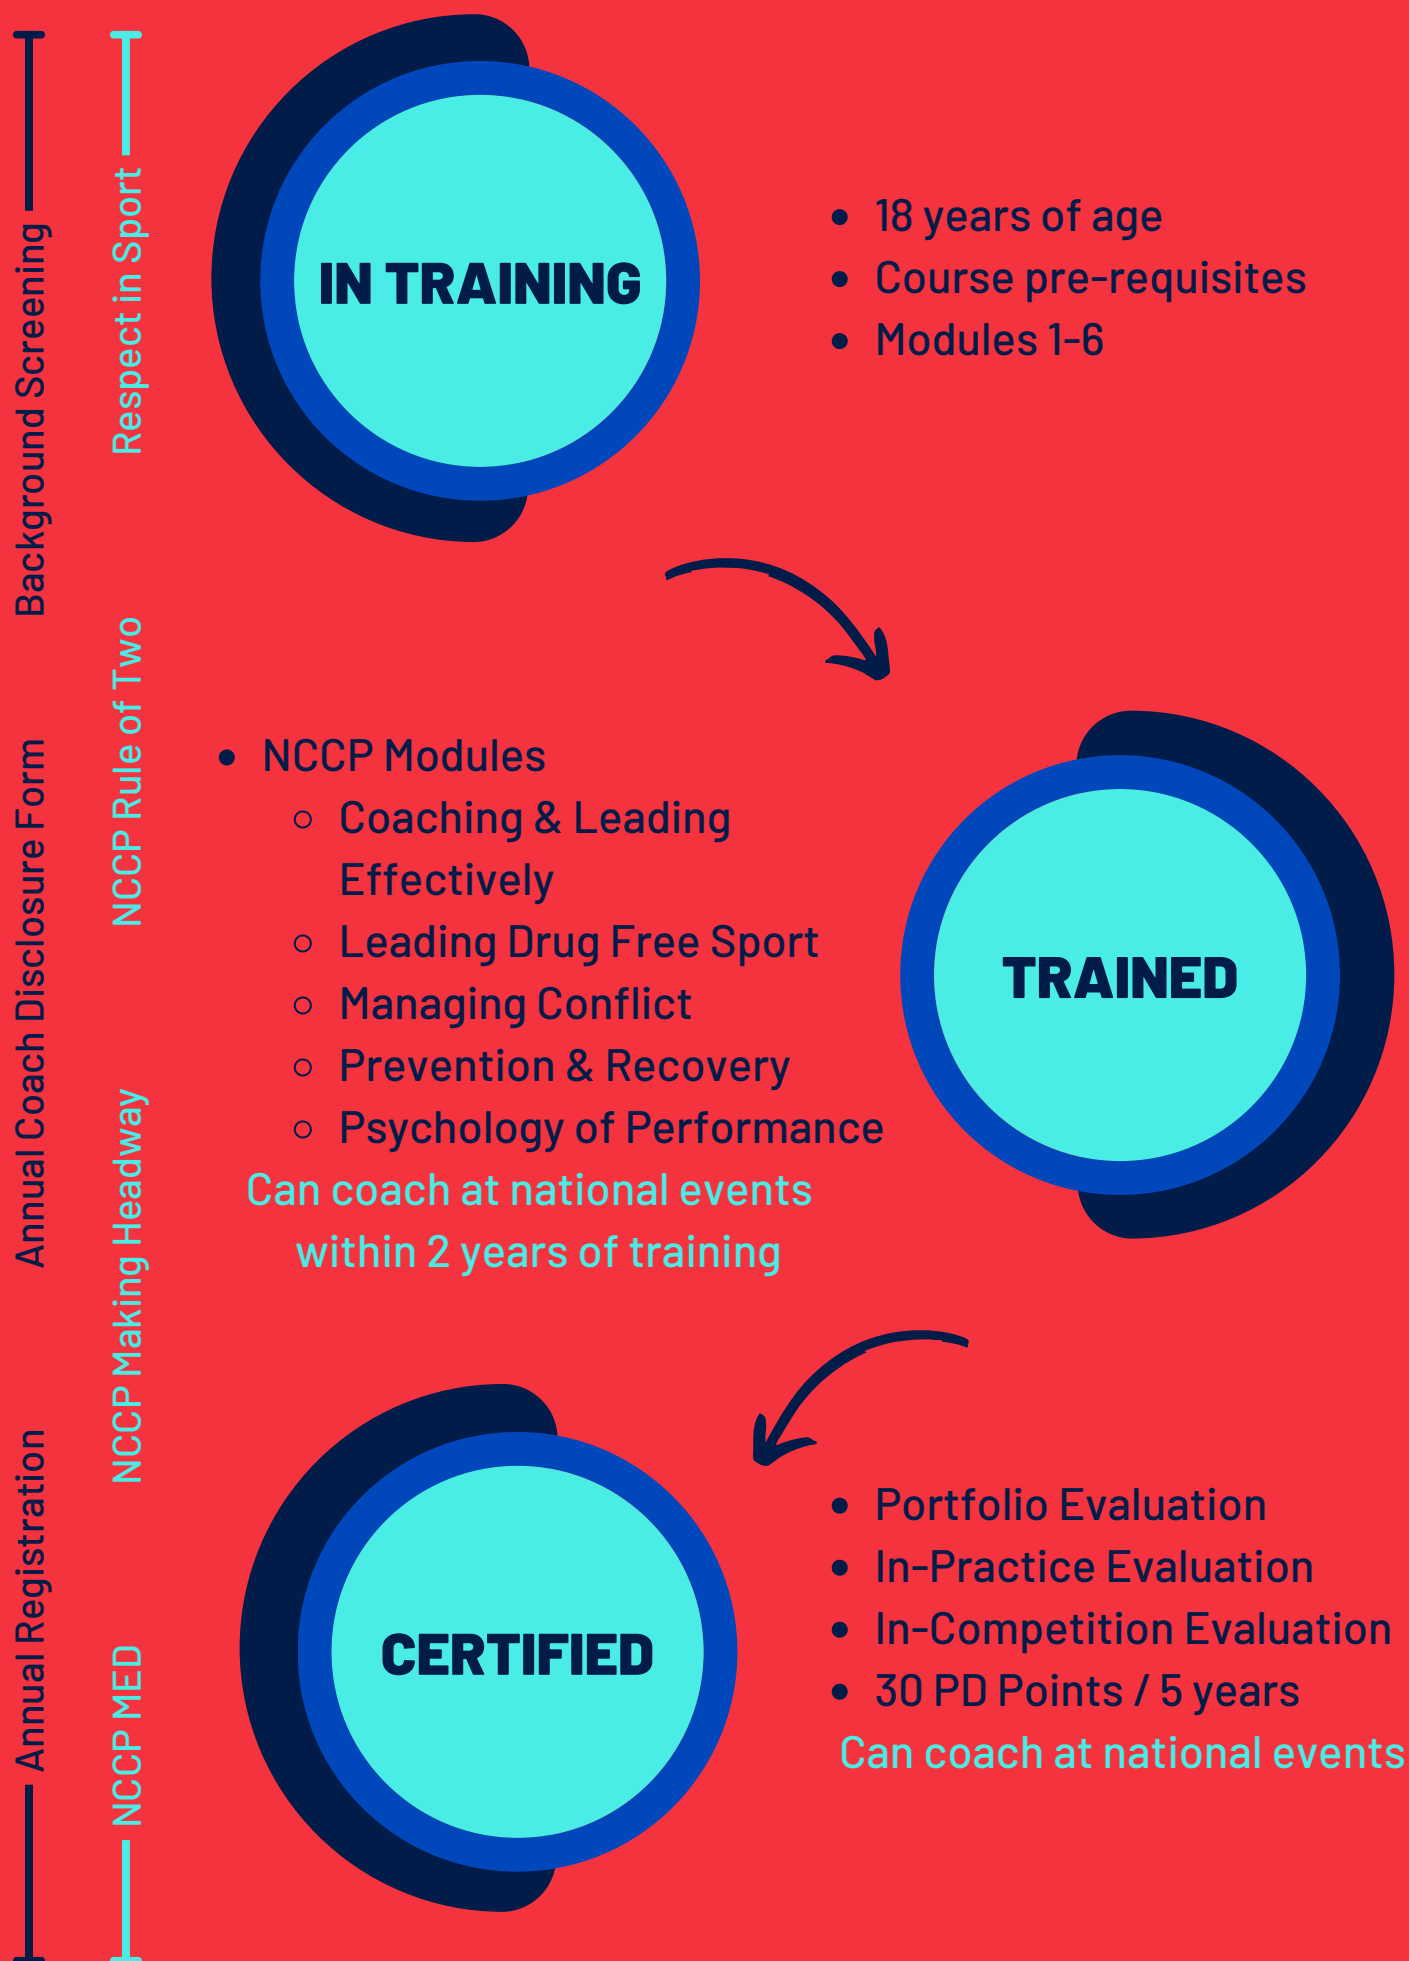 IN TRAINING
• 18 years of age
• Course pre-requisites
• Modules 1-6
• NCCP Modules
○ Coaching & Leading
Effectively
○ Leading Drug Free Sport
○ Managing Conflict
○ Prevention & Recovery
○ Psychology of Performance
Can coach at national events
within 2 years of training
TRAINED
CERTIFIED
• Portfolio Evaluation
• In-Practice Evaluation
• In-Competition Evaluation
• 30 PD Points / 5 years
Can coach at national events
Annual Registration
Annual Coach Disclosure Form
Background Screening
NCCP MED
NCCP Making Headway
NCCP Rule of Two
Respect in Sport